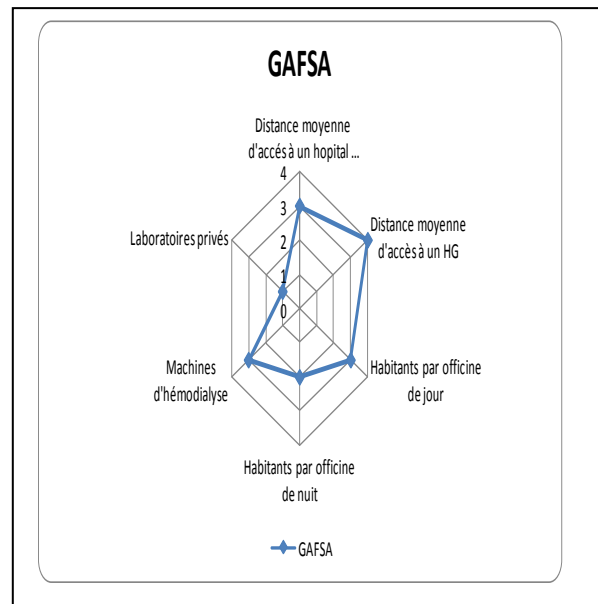 GAFSA
Distance moyenne
d'accés à un hopital ...
4
3
2
1
0
Distance moyenne
d'accès à un HG
Habitants par officine
de jour
Habitants par officine
de nuit
Machines
d'hémodialyse
Laboratoires privés
GAFSA